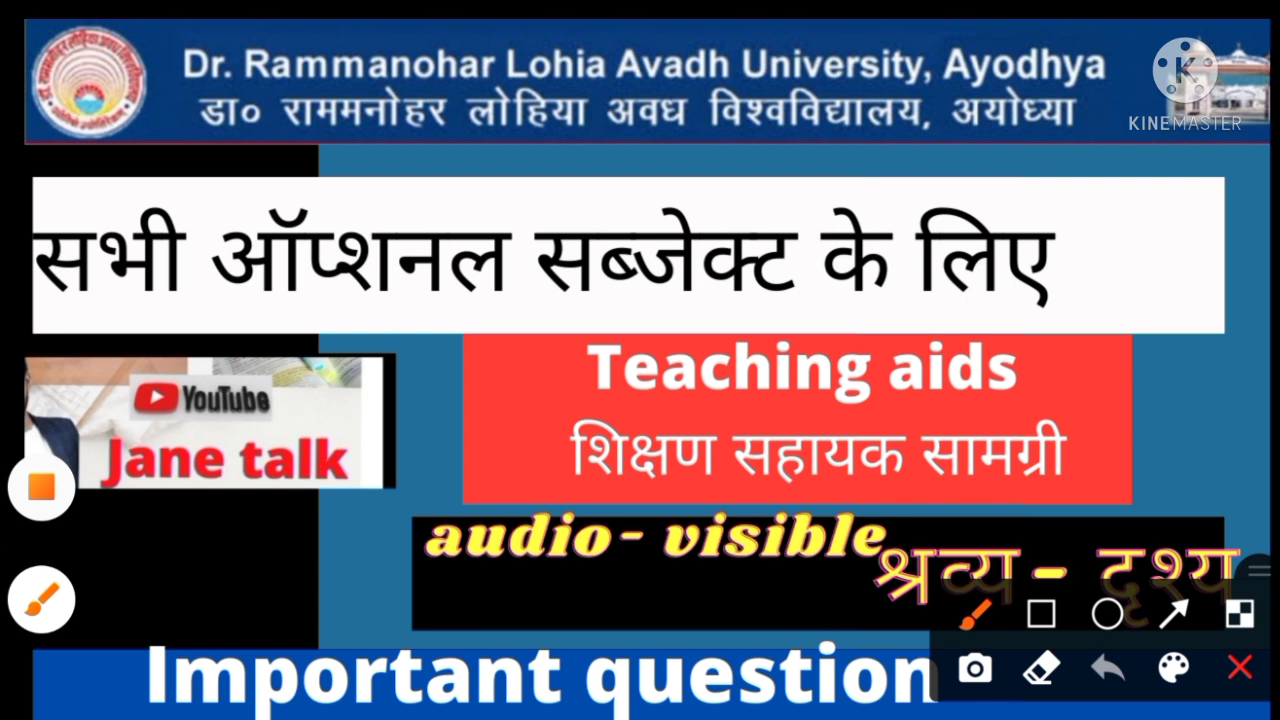 Dr. Rammanohar Lohia Avadh University, Ayodhya
डा० राममनोहर लोहिया अवध विश्वविद्यालय, अयोध्या
KINEMASTER
सभी ऑप्शनल सब्जेक्ट के लिए
Teaching aids
शिक्षण सहायक सामग्री
YouTube
Jane talk
audio- visible
श्रव्य - दृश्य
Important question